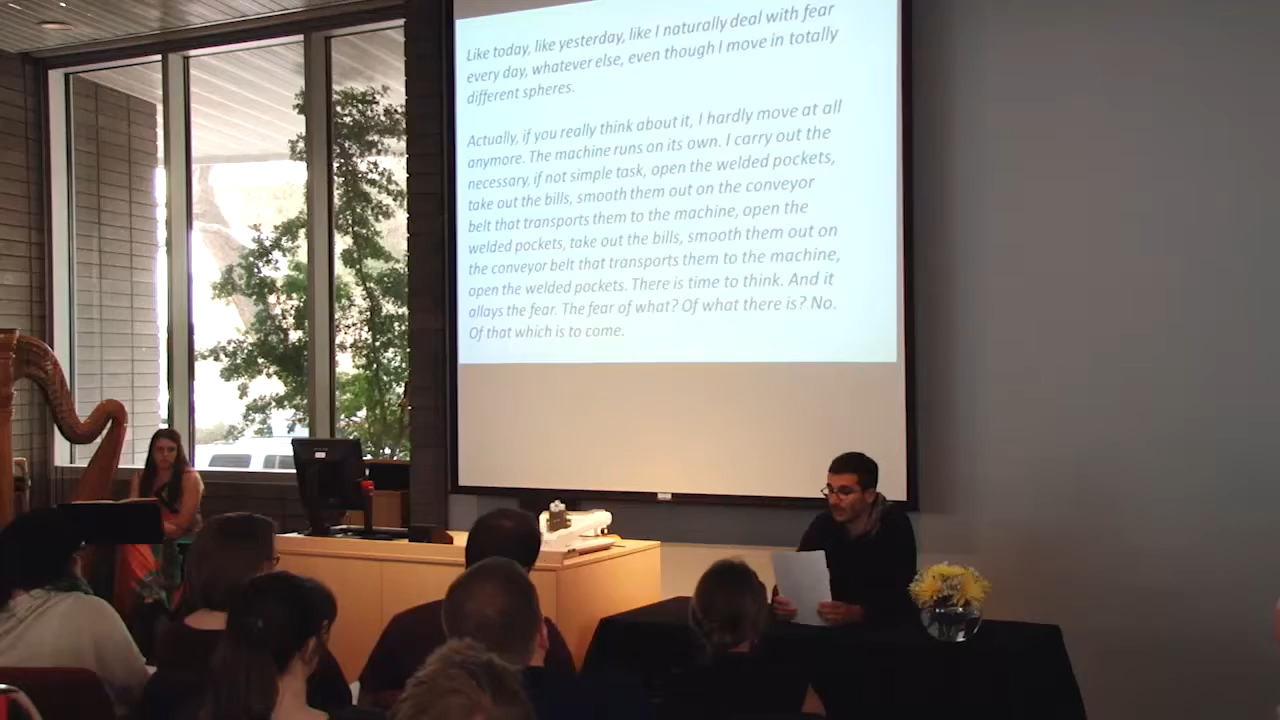 Like today, like yesterday, like I naturally deal with fear
every day, whatever else, even though I move in totally
different spheres.
Actually, if you really think about it, I hardly move at all
anymore. The machine runs on its own. I carry out the
necessary, if not simple task, open the welded pockets,
take out the bills, smooth them out on the conveyor
belt that transports them to the machine, open the
welded pockets, take out the bills, smooth them out on
the conveyor belt that transports them to the machine,
open the welded pockets. There is time to think. And it
allays the fear. The fear of what? Of what there is? No.
Of that which is to come.